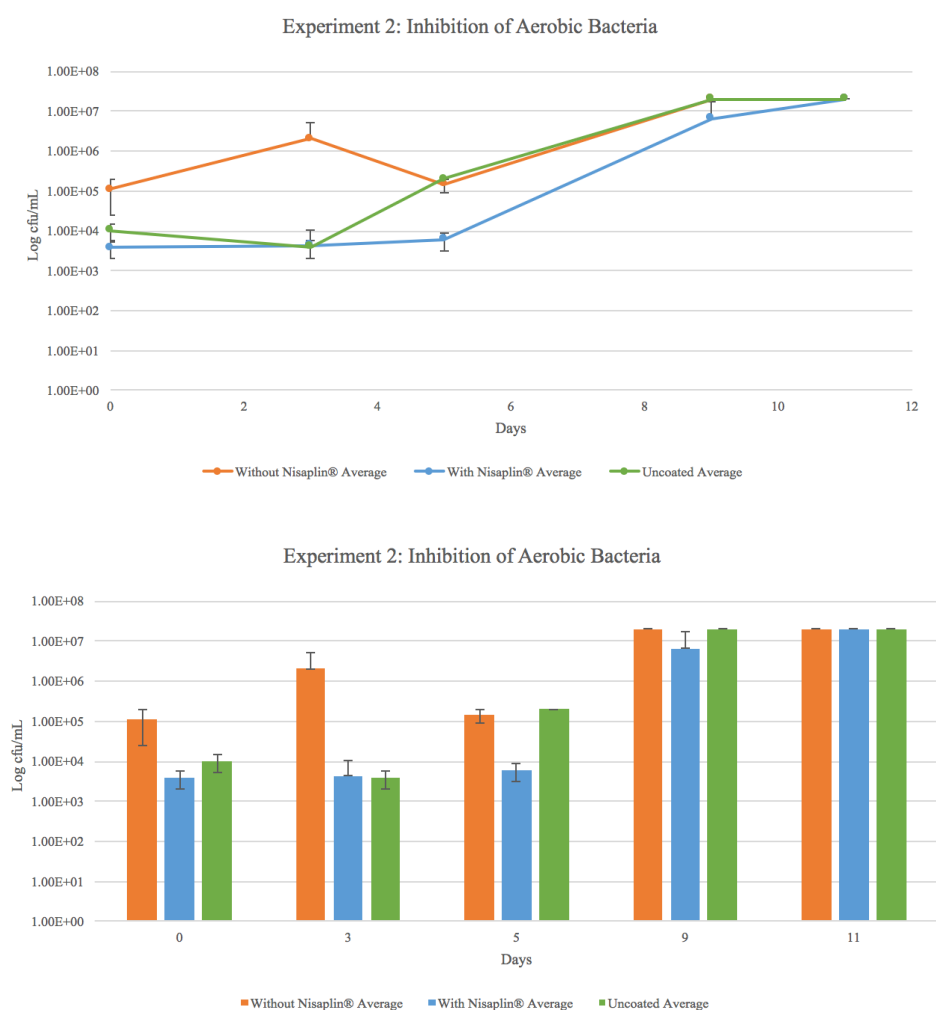 Experiment 2: Inhibition of Aerobic Bacteria
1.00E+08
1.00E+07
1.00E+06
1.00E+05
1.00E+04
1.00E+03
1.00E+02
1.00E+01
1.00E+00
Log cfu/mL
0 2 4 6 8 10 12
Days
Without Nisaplin® Average With Nisaplin® Average Uncoated Average
Experiment 2: Inhibition of Aerobic Bacteria
1.00E+08
1.00E+07
1.00E+06
1.00E+05
1.00E+04
1.00E+03
1.00E+02
1.00E+01
1.00E+00
Log cfu/mL
0 3 5 9 11
Days
Without Nisaplin® Average With Nisaplin® Average Uncoated Average